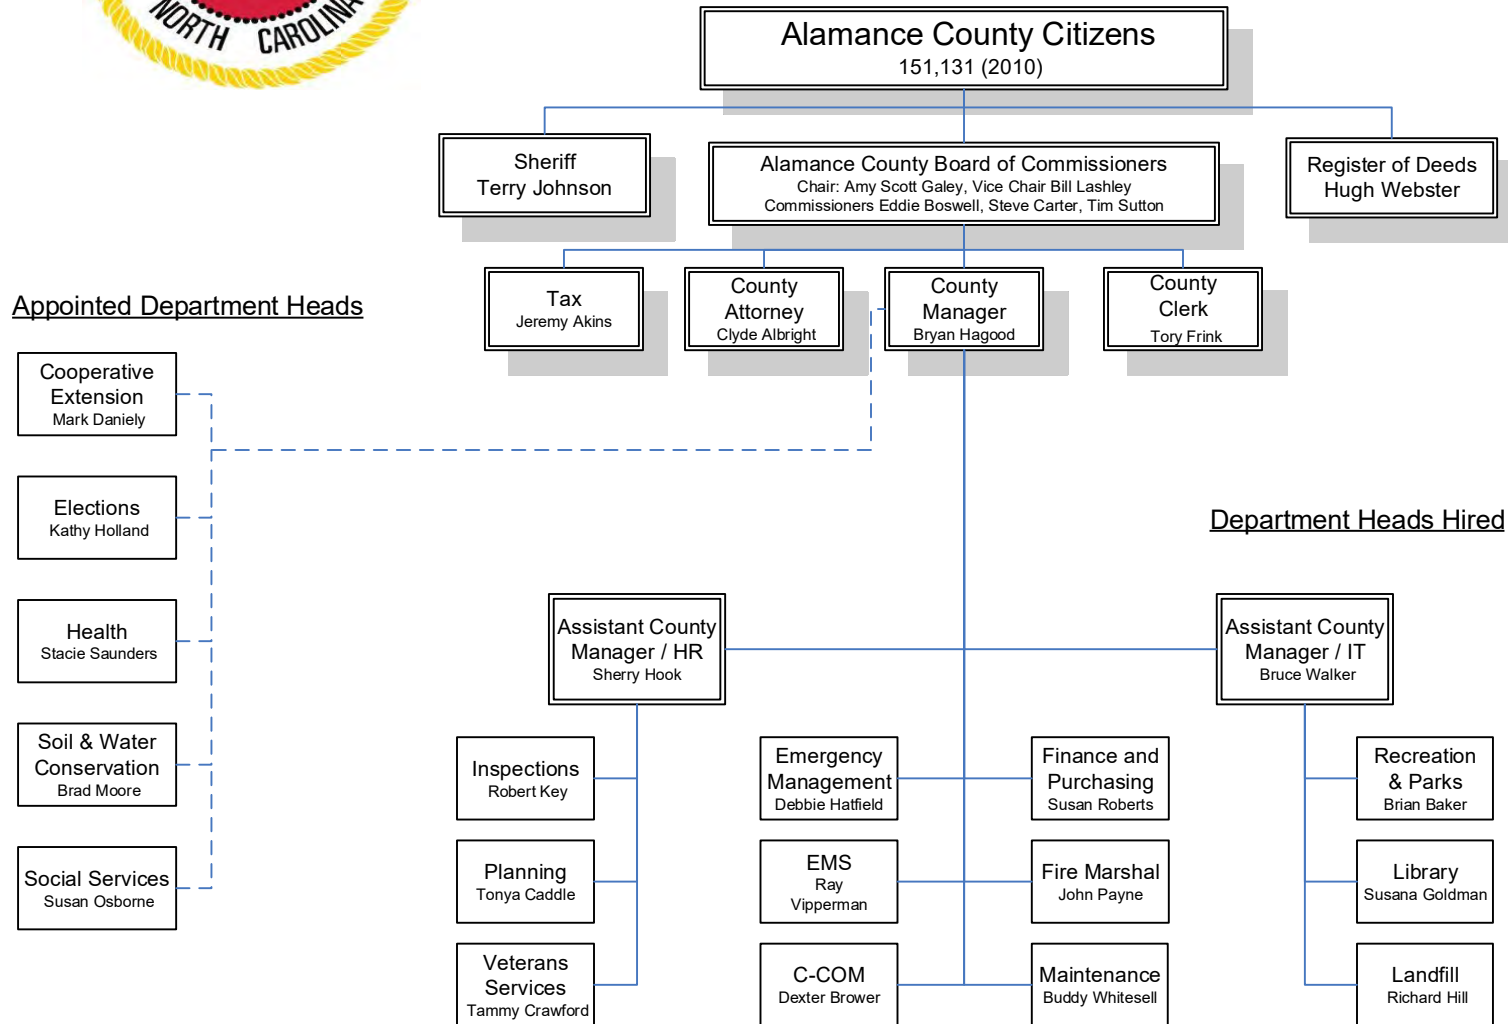 NORTH CAROLINA
Alamance County Citizens
151,131 (2010)
Sheriff
Terry Johnson
Alamance County Board of Commissioners
Chair: Amy Scott Galey, Vice Chair Bill Lashley
Commissioners Eddie Boswell, Steve Carter, Tim Sutton
Register of Deeds
Hugh Webster
Tax
Jeremy Akins
County
Attorney
Clyde Albright
County
Manager
Bryan Hagood
County
Clerk
Tory Frink
Appointed Department Heads
Cooperative
Extension
Mark Daniely
Elections
Kathy Holland
Health
Stacie Saunders
Soil & Water
Conservation
Brad Moore
Social Services
Susan Osborne
Department Heads Hired
Assistant County
Manager / HR
Sherry Hook
Assistant County
Manager / IT
Bruce Walker
Inspections
Robert Key
Planning
Tonya Caddle
Veterans
Services
Tammy Crawford
Emergency
Management
Debbie Hatfield
EMS
Ray
Vipperman
C-COM
Dexter Brower
Finance and
Purchasing
Susan Roberts
Fire Marshal
John Payne
Maintenance
Buddy Whitesell
Recreation
& Parks
Brian Baker
Library
Susana Goldman
Landfill
Richard Hill